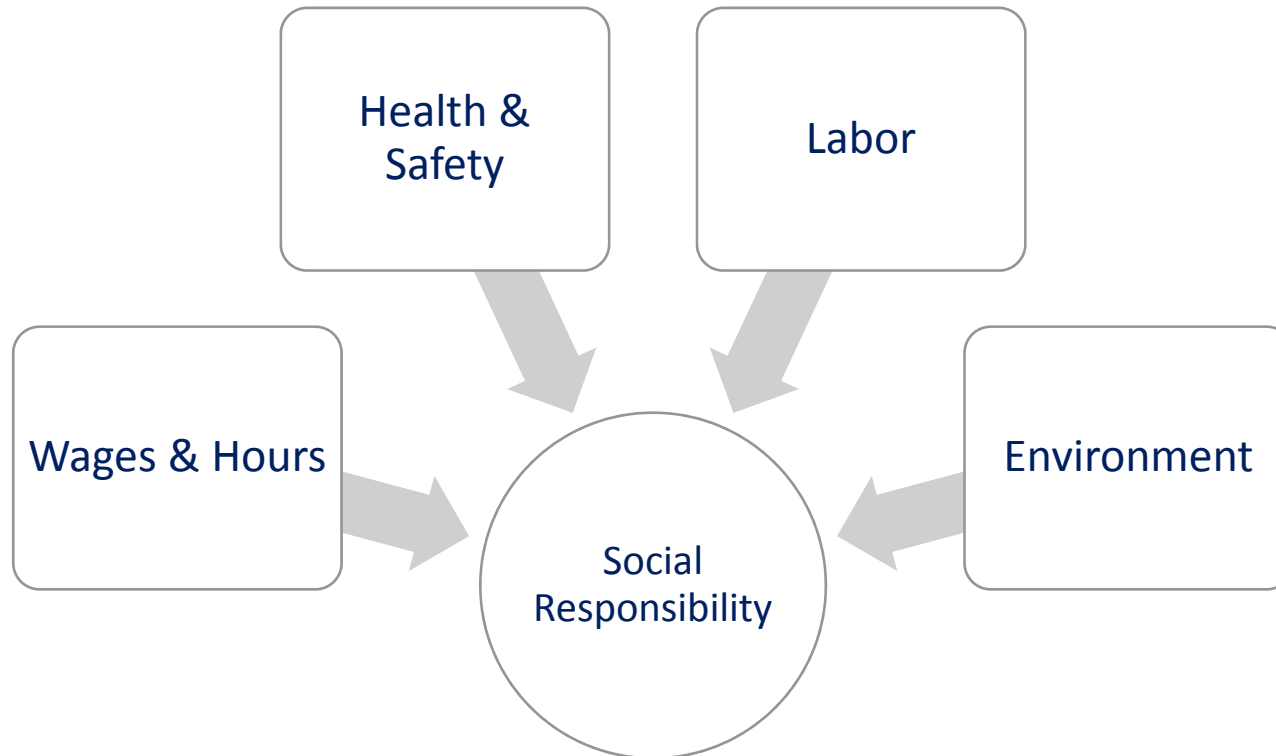 Health &
Safety
Labor
Wages & Hours
Environment
Social
Responsibility